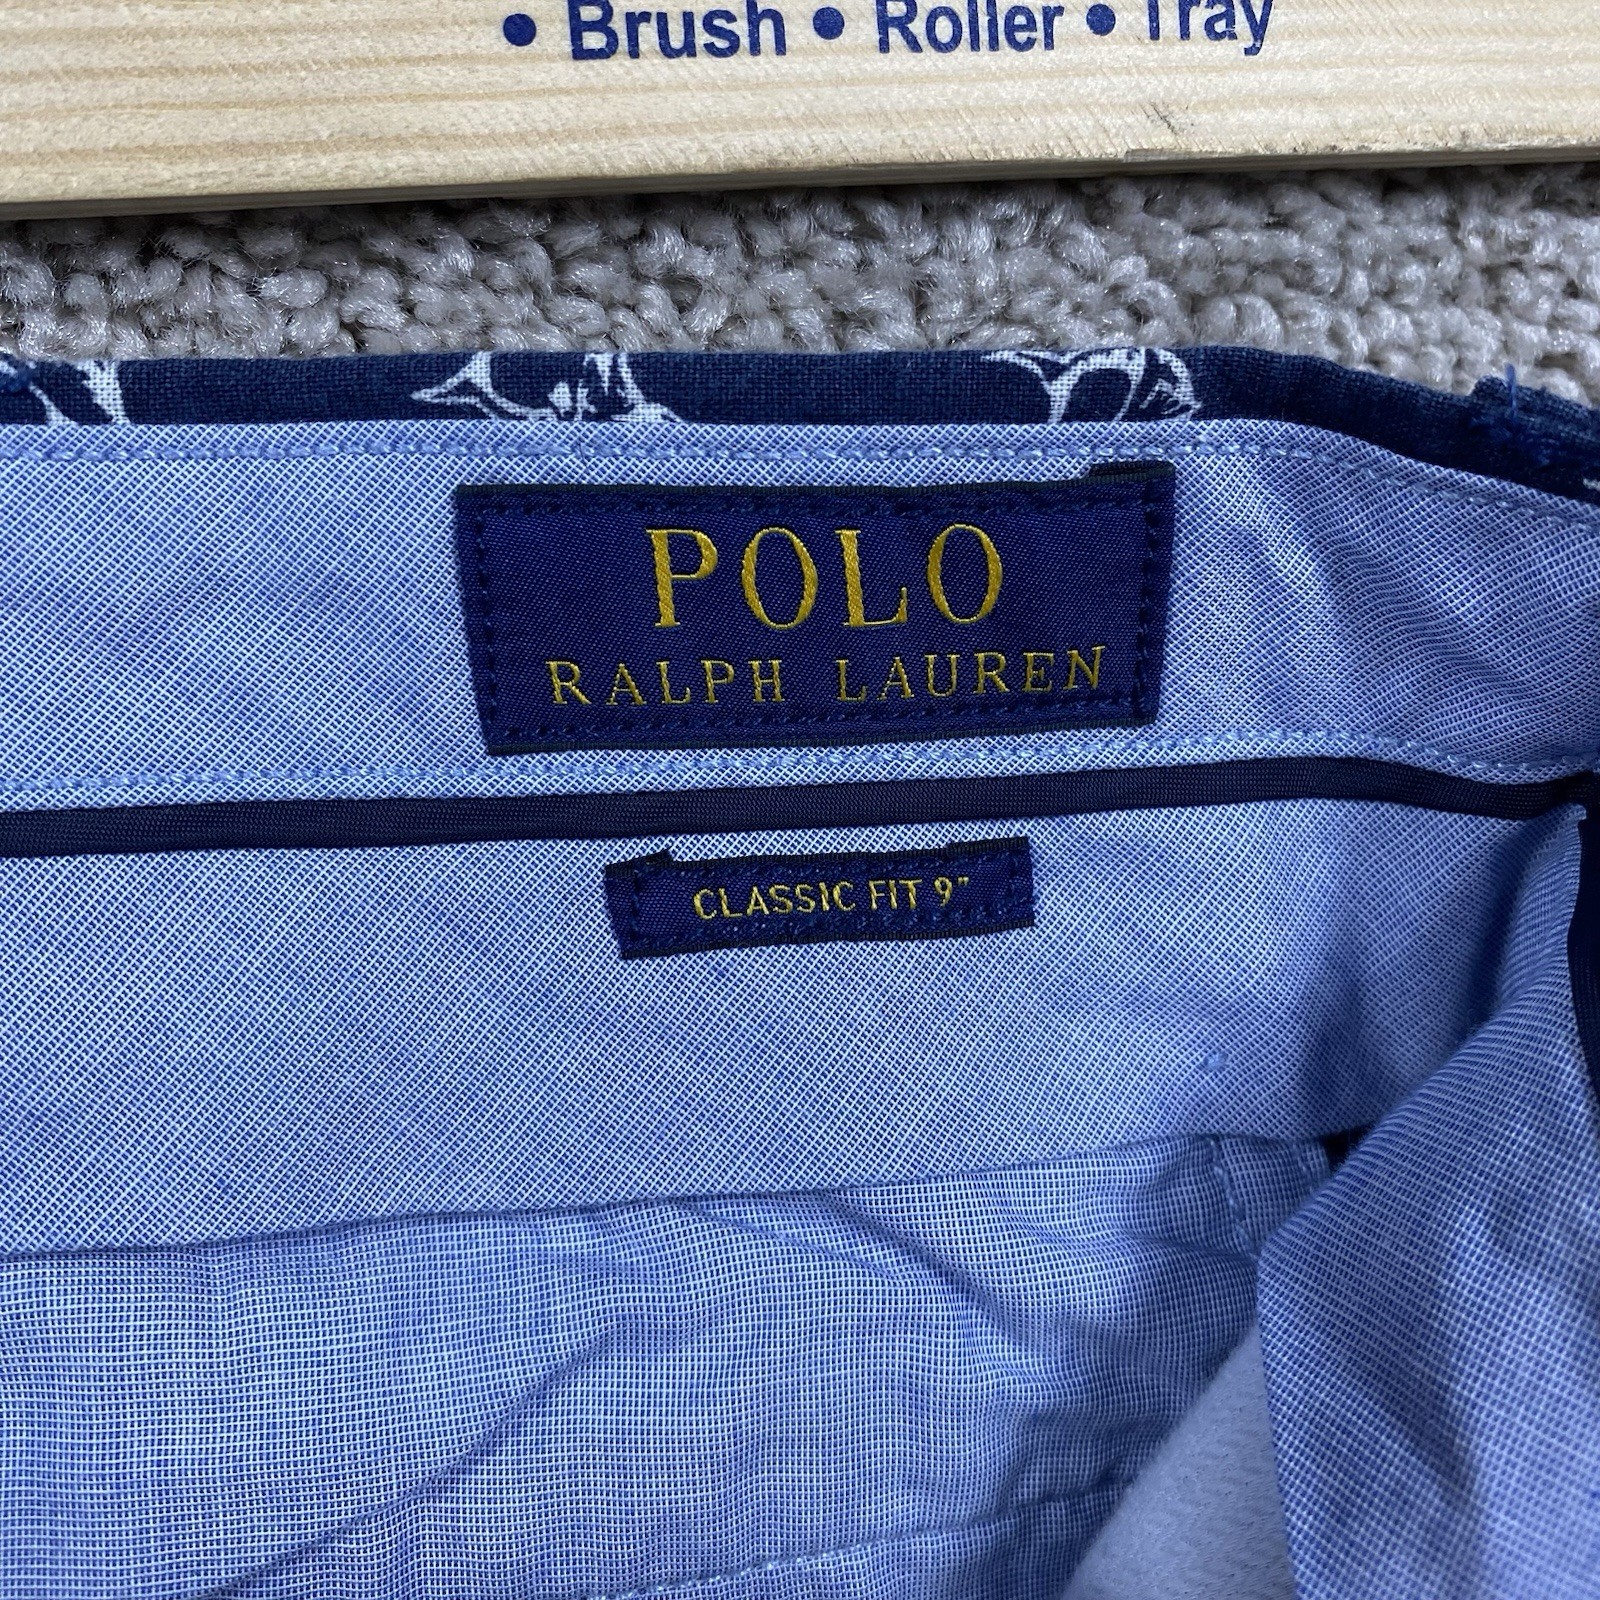 • Brush • Roller • Tray
POLO
RALPH LAUREN
CLASSIC FIT 9"